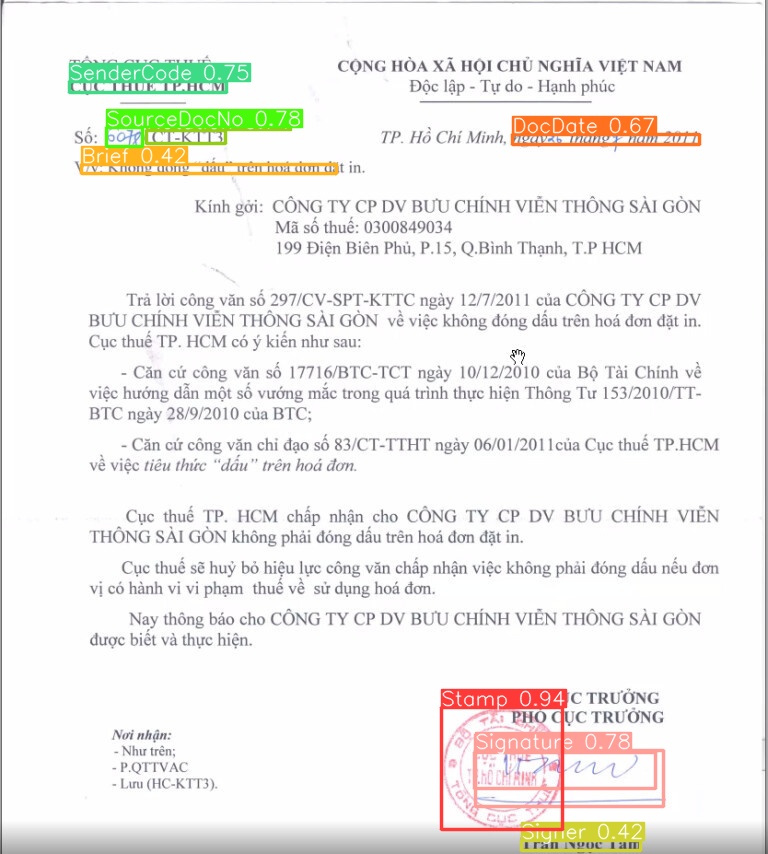 TỔNG CỤC THUẾ
SenderCode 0.75
CỤC THUẾ TP.HCM
CỘNG HÒA XÃ HỘI CHỦ NGHĨA VIỆT NAM
Độc lập - Tự do - Hạnh phúc
SourceDocNo 0.78
DocDate 0.67
Số: CT-KTT3
TP. Hồ Chí Minh, ngày tháng năm 2011
Brief 0.42
V/v: Không đóng “dấu” trên hoá đơn đặt in.
Kính gởi: CÔNG TY CP DV BƯU CHÍNH VIỄN THÔNG SÀI GÒN
Mã số thuế: 0300849034
199 Điện Biên Phủ, P.15, Q.Bình Thạnh, T.P HCM
Trả lời công văn số 297/CV-SPT-KTTC ngày 12/7/2011 của CÔNG TY CP DV
BƯU CHÍNH VIỄN THÔNG SÀI GÒN về việc không đóng dấu trên hoá đơn đặt in.
Cục thuế TP. HCM có ý kiến như sau:
- Căn cứ công văn số 17716/BTC-TCT ngày 10/12/2010 của Bộ Tài Chính về
việc hướng dẫn một số vướng mắc trong quá trình thực hiện Thông Tư 153/2010/TT-
BTC ngày 28/9/2010 của BTC;
- Căn cứ công văn chỉ đạo số 83/CT-TTHT ngày 06/01/2011của Cục thuế TP.HCM
về việc tiêu thức “dấu” trên hoá đơn.
Cục thuế TP. HCM chấp nhận cho CÔNG TY CP DV BƯU CHÍNH VIỄN
THÔNG SÀI GÒN không phải đóng dấu trên hoá đơn đặt in.
Cục thuế sẽ huỷ bỏ hiệu lực công văn chấp nhận việc không phải đóng dấu nếu đơn
vị có hành vi vi phạm thuế về sử dụng hoá đơn.
Nay thông báo cho CÔNG TY CP DV BƯU CHÍNH VIỄN THÔNG SÀI GÒN
được biết và thực hiện.
Stamp 0.94
CỤC TRƯỞNG
PHÓ CỤC TRƯỞNG
Signature 0.78
Nơi nhận:
- Như trên;
- P.QTTVAC
- Lưu (HC-KTT3).
TỔNG CỤC THUẾ
Signer 0.42
Trần Ngọc Tâm